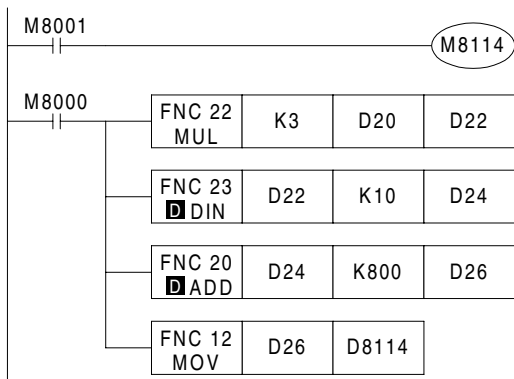 M8001
M8114
M8000
FNC 22
MUL
K3
D20
D22
FNC 23
D DIN
D22
K10
D24
FNC 20
D ADD
D24
K800
D26
FNC 12
MOV
D26
D8114